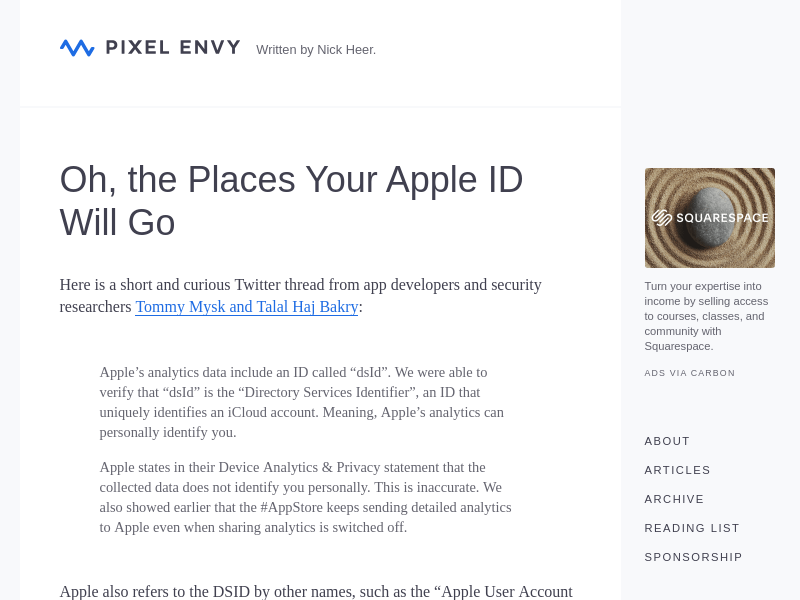 PIXEL ENVY
Written by Nick Heer.
Oh, the Places Your Apple ID
Will Go
Here is a short and curious Twitter thread from app developers and security
researchers Tommy Mysk and Talal Haj Bakry:
Apple’s analytics data include an ID called “dsId”. We were able to
verify that “dsId” is the “Directory Services Identifier”, an ID that
uniquely identifies an iCloud account. Meaning, Apple’s analytics can
personally identify you.
Apple states in their Device Analytics & Privacy statement that the
collected data does not identify you personally. This is inaccurate. We
also showed earlier that the #AppStore keeps sending detailed analytics
to Apple even when sharing analytics is switched off.
Apple also refers to the DSID by other names, such as the “Apple User Account
SQUARESPACE
Turn your expertise into
income by selling access
to courses, classes, and
community with
Squarespace.
ADS VIA CARBON
ABOUT
ARTICLES
ARCHIVE
READING LIST
SPONSORSHIP